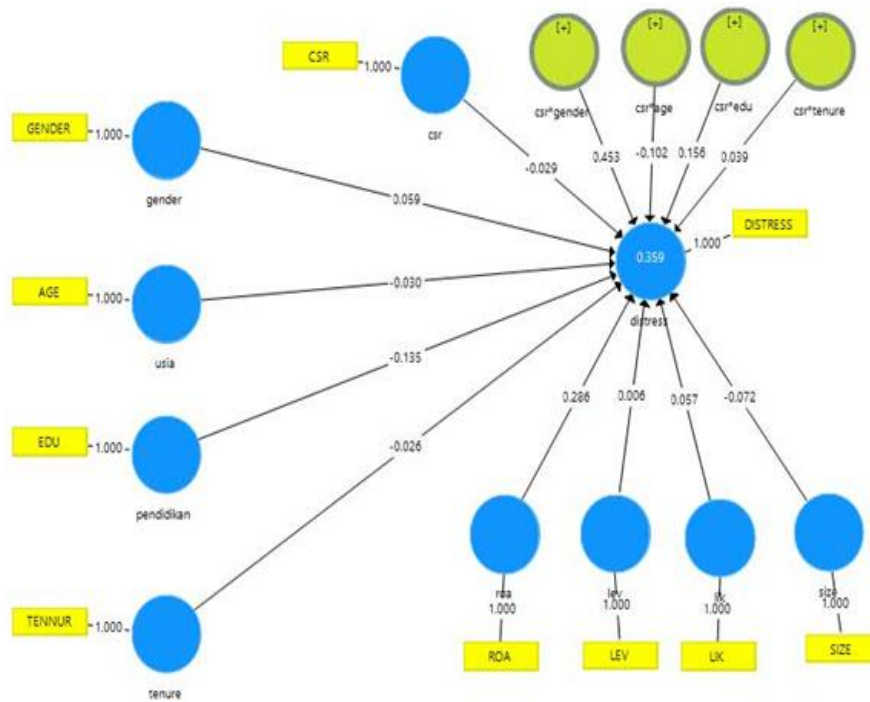 [+]
[+]
[+]
[+]
CSR
1.000
csr
csr*gender
csr*age
csr*edu
csr*tenure
GENDER
1.000
gender
0.453
-0.102
0.156
0.039
-0.029
0.059
DISTRESS
1.000
0.359
distress
AGE
1.000
usia
-0.030
-0.135
-0.026
EDU
1.000
pendidikan
0.286
0.006
0.057
-0.072
TENNUR
1.000
tenure
roa
lev
size
1.000
1.000
1.000
1.000
ROA
LEV
LIK
SIZE